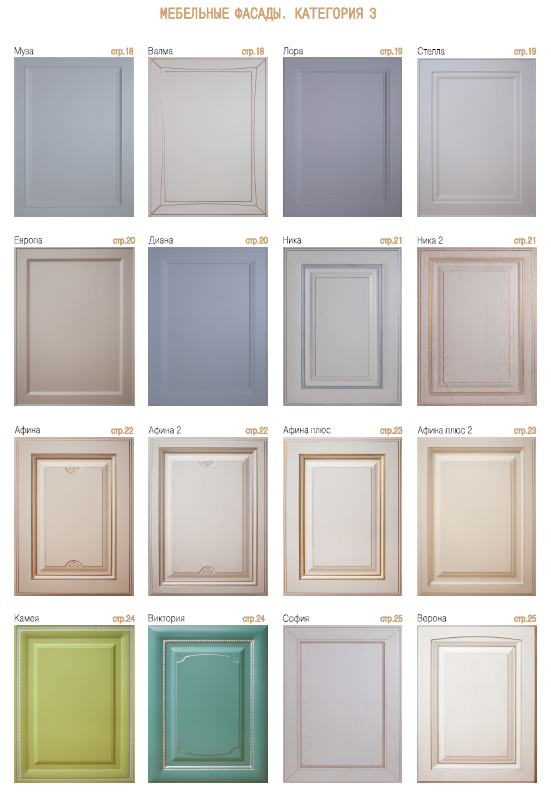 МЕБЕЛЬНЫЕ ФАСАДЫ. КАТЕГОРИЯ 3
Муза стр.18 Валма стр.18 Лора стр.19 Стелла стр.19
Европа стр.20 Диана стр.20 Ника стр.21 Ника 2 стр.21
Афина стр.22 Афина 2 стр.22 Афина плюс стр.23 Афина плюс 2 стр.23
Камея стр.24 Виктория стр.24 София стр.25 Верона стр.25